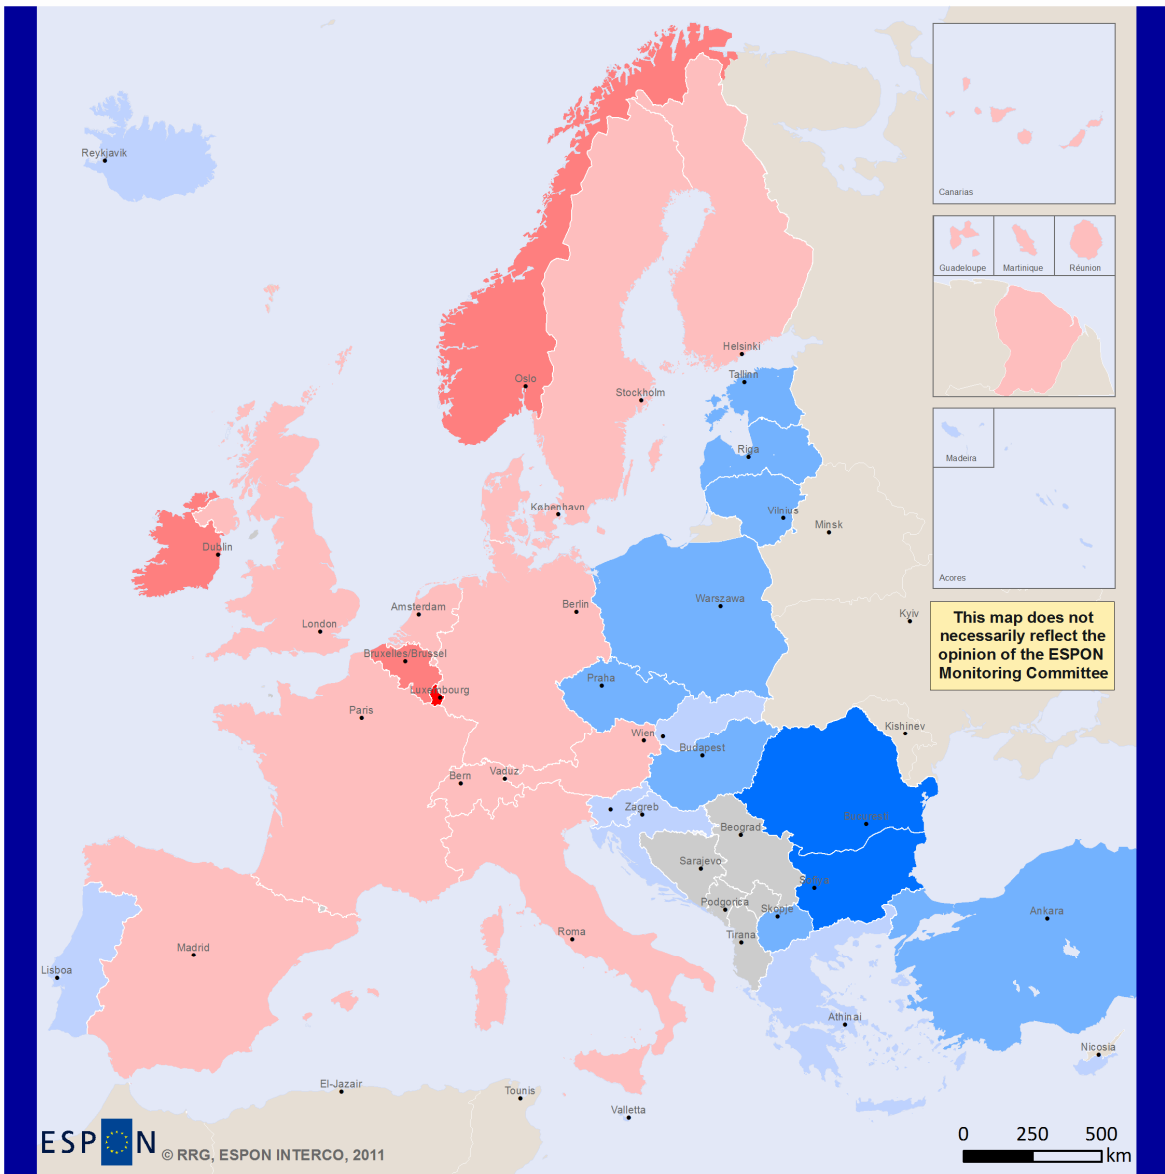 Reykjavik
Canarias
Guadeloupe
Martinique
Réunion
Helsinki
Tallinn
Oslo
Stockholm
Riga
Madeira
København
Vilnius
Minsk
Dublin
Acores
Amsterdam
Berlin
Warszawa
Kyiv
London
This map does not
necessarily reflect the
opinion of the ESPON
Monitoring Committee
Bruxelles/Brussel
Praha
Luxembourg
Paris
Kishinev
Wien
Budapest
Bern
Vaduz
Zagreb
Beograd
Sarajevo
Podgorica
Skopje
Ankara
Roma
Tirana
Madrid
Lisboa
Athinai
Nicosia
El-Jazair
Tounis
Valletta
ESPON
© RRG, ESPON INTERCO, 2011
0 250 500
km